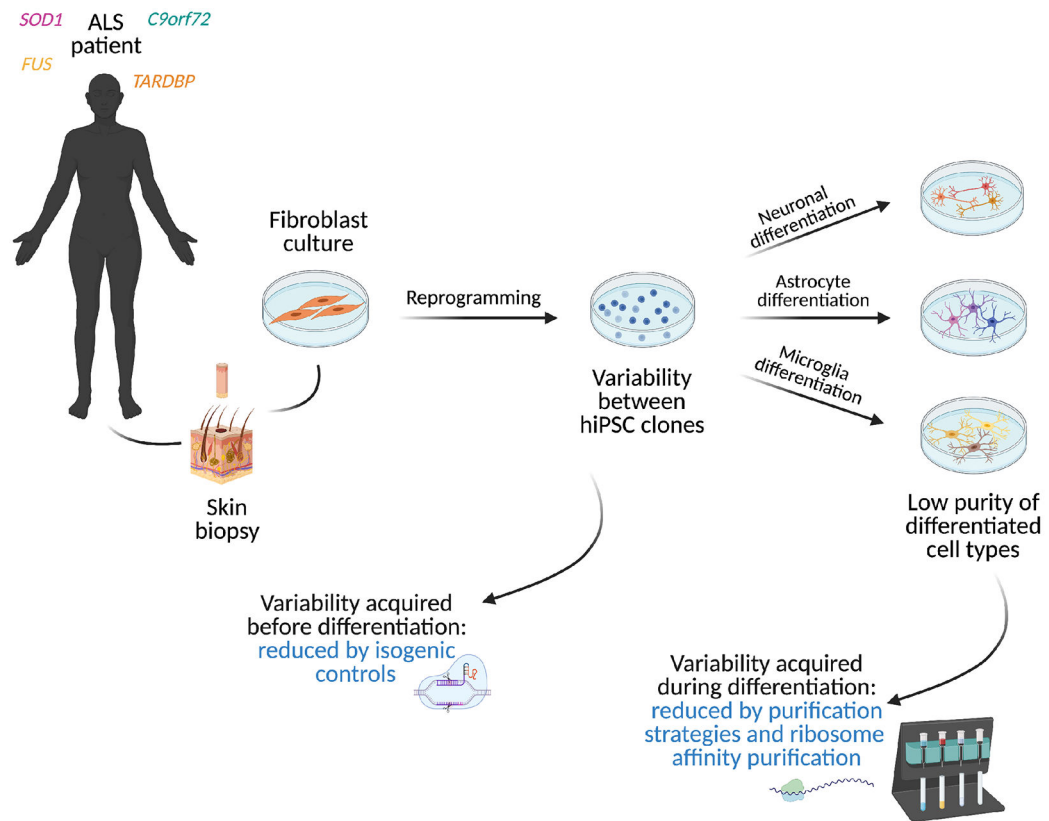 SOD1
ALS
patient
C9orf72
FUS
TARDBP
Fibroblast
culture
Skin
biopsy
Reprogramming
Variability
between
hiPSC clones
Neuronal
differentiation
Astrocyte
differentiation
Microglia
differentiation
Low purity of
differentiated
cell types
Variability acquired
before differentiation:
reduced by isogenic
controls
Variability acquired
during differentiation:
reduced by purification
strategies and ribosome
affinity purification